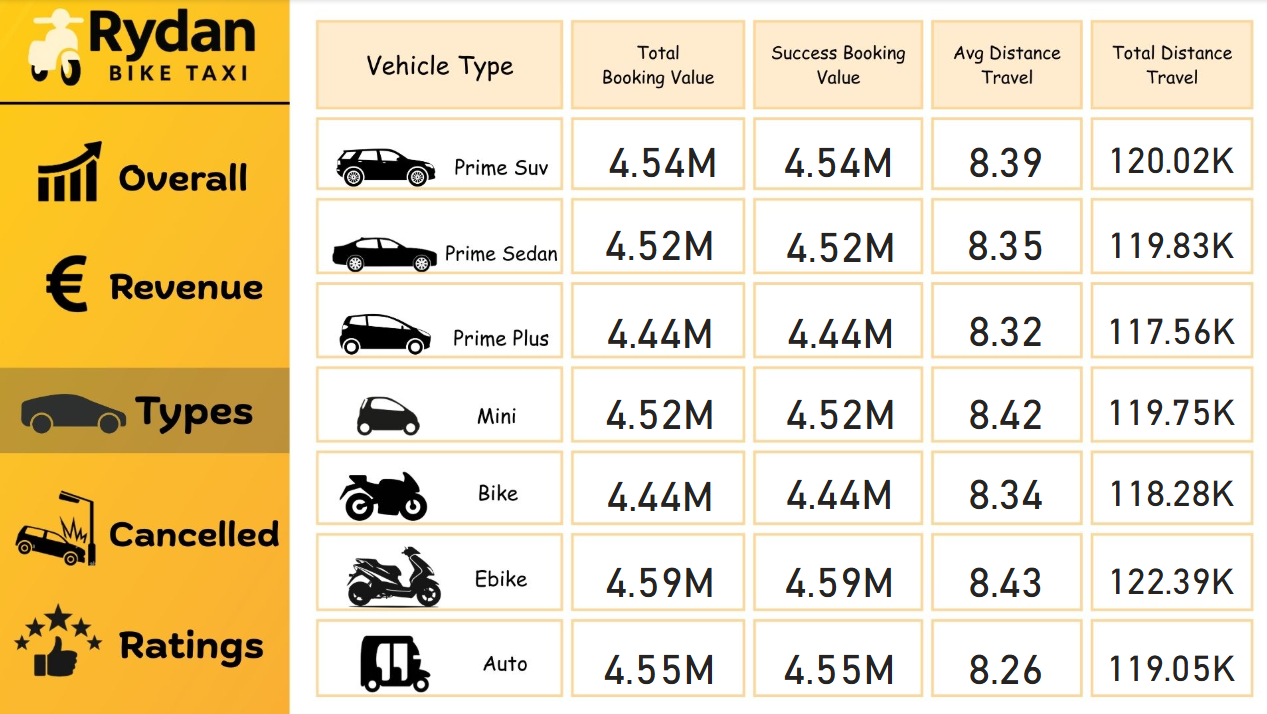 Rydan
BIKE TAXI
Overall
€ Revenue
Types
Cancelled
Ratings
Vehicle Type
Total
Booking Value
Success Booking
Value
Avg Distance
Travel
Total Distance
Travel
Prime Suv 4.54M 4.54M 8.39 120.02K
Prime Sedan 4.52M 4.52M 8.35 119.83K
Prime Plus 4.44M 4.44M 8.32 117.56K
Mini 4.52M 4.52M 8.42 119.75K
Bike 4.44M 4.44M 8.34 118.28K
Ebike 4.59M 4.59M 8.43 122.39K
Auto 4.55M 4.55M 8.26 119.05K